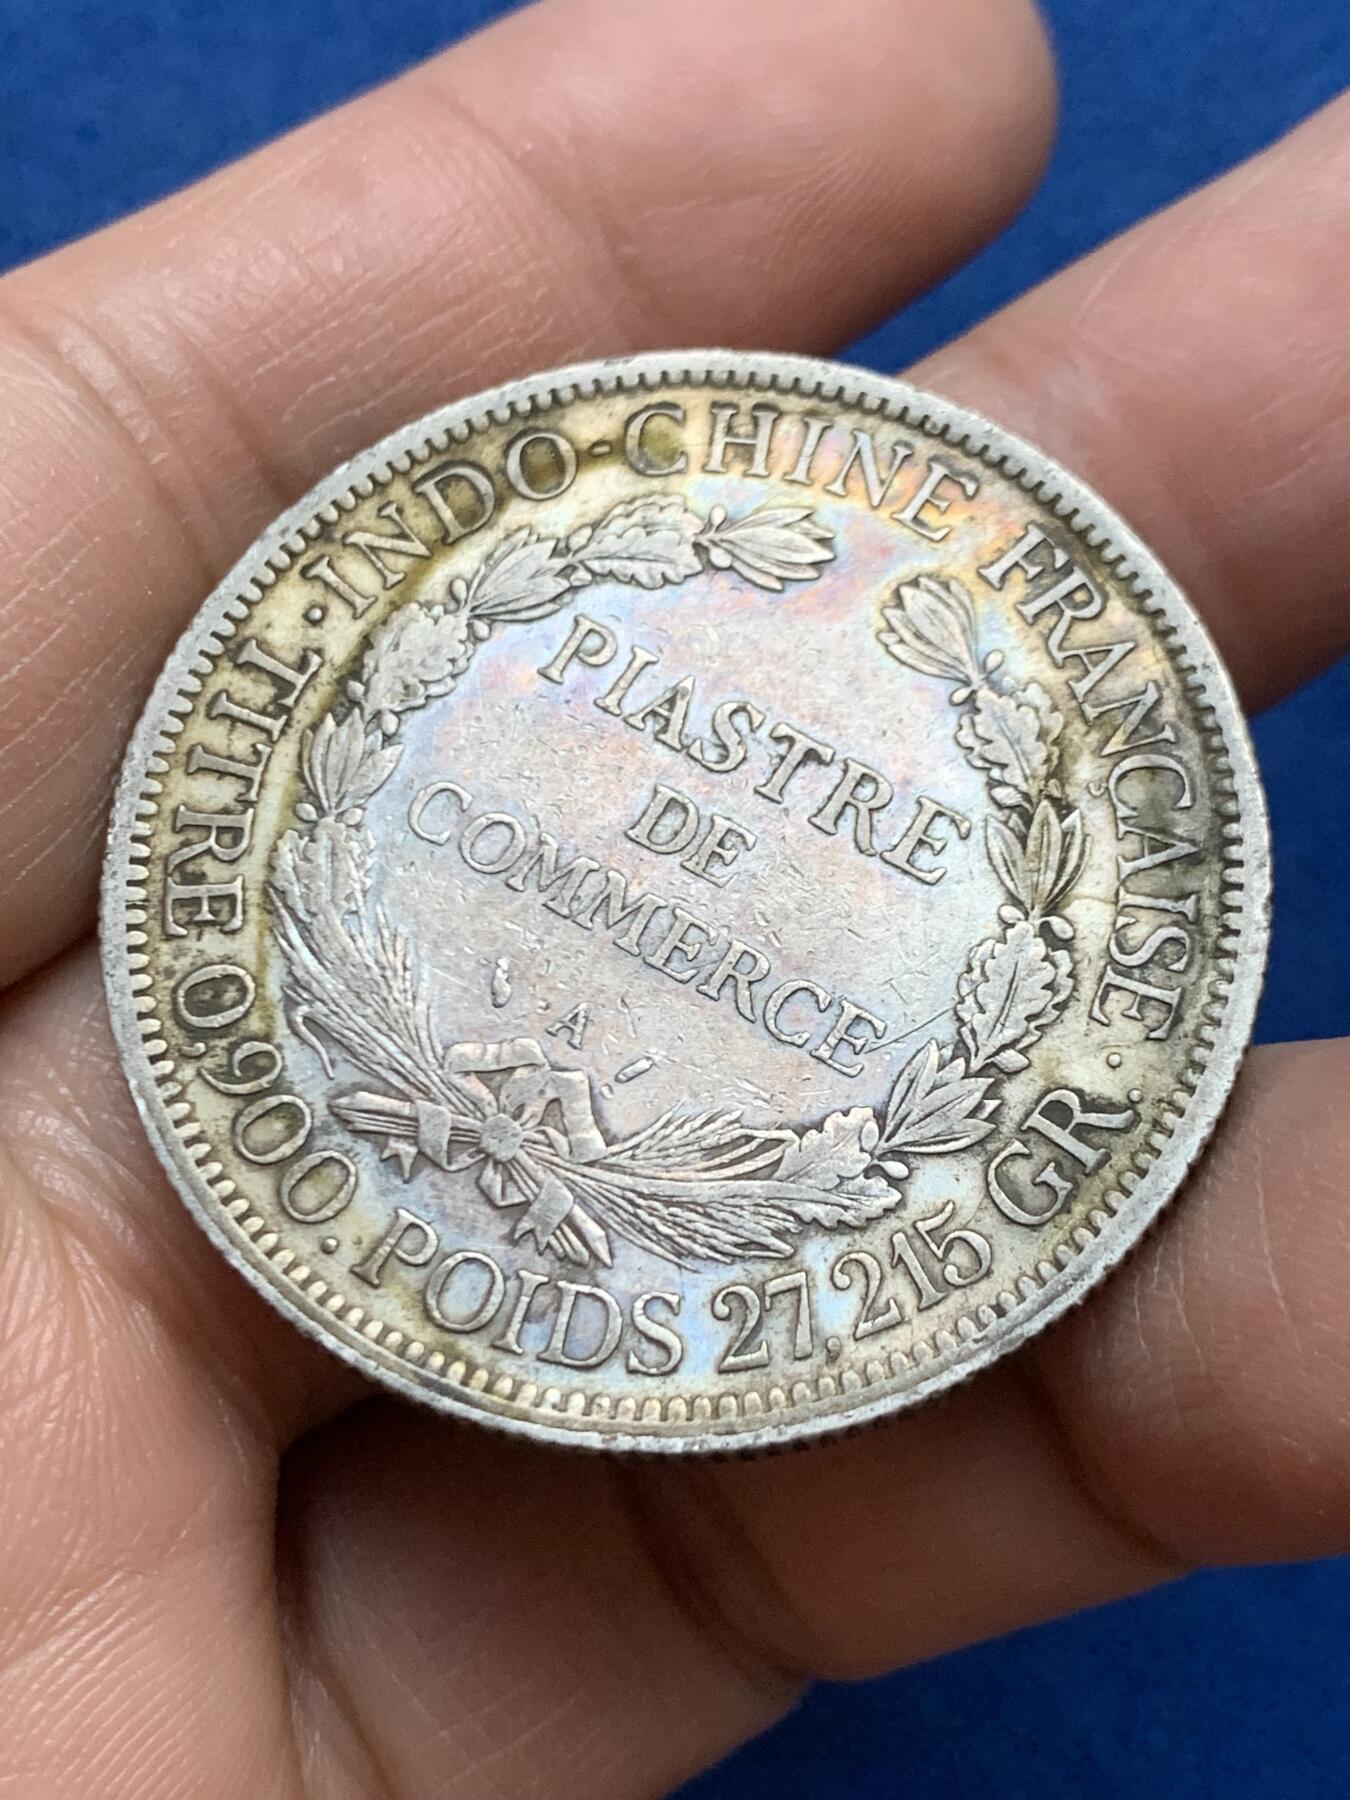 INDO-CHINE FRANÇAISE
PIASTRE
DE
COMMERCE
A
· TITRE 0,900. POIDS 27,215 GR. ·